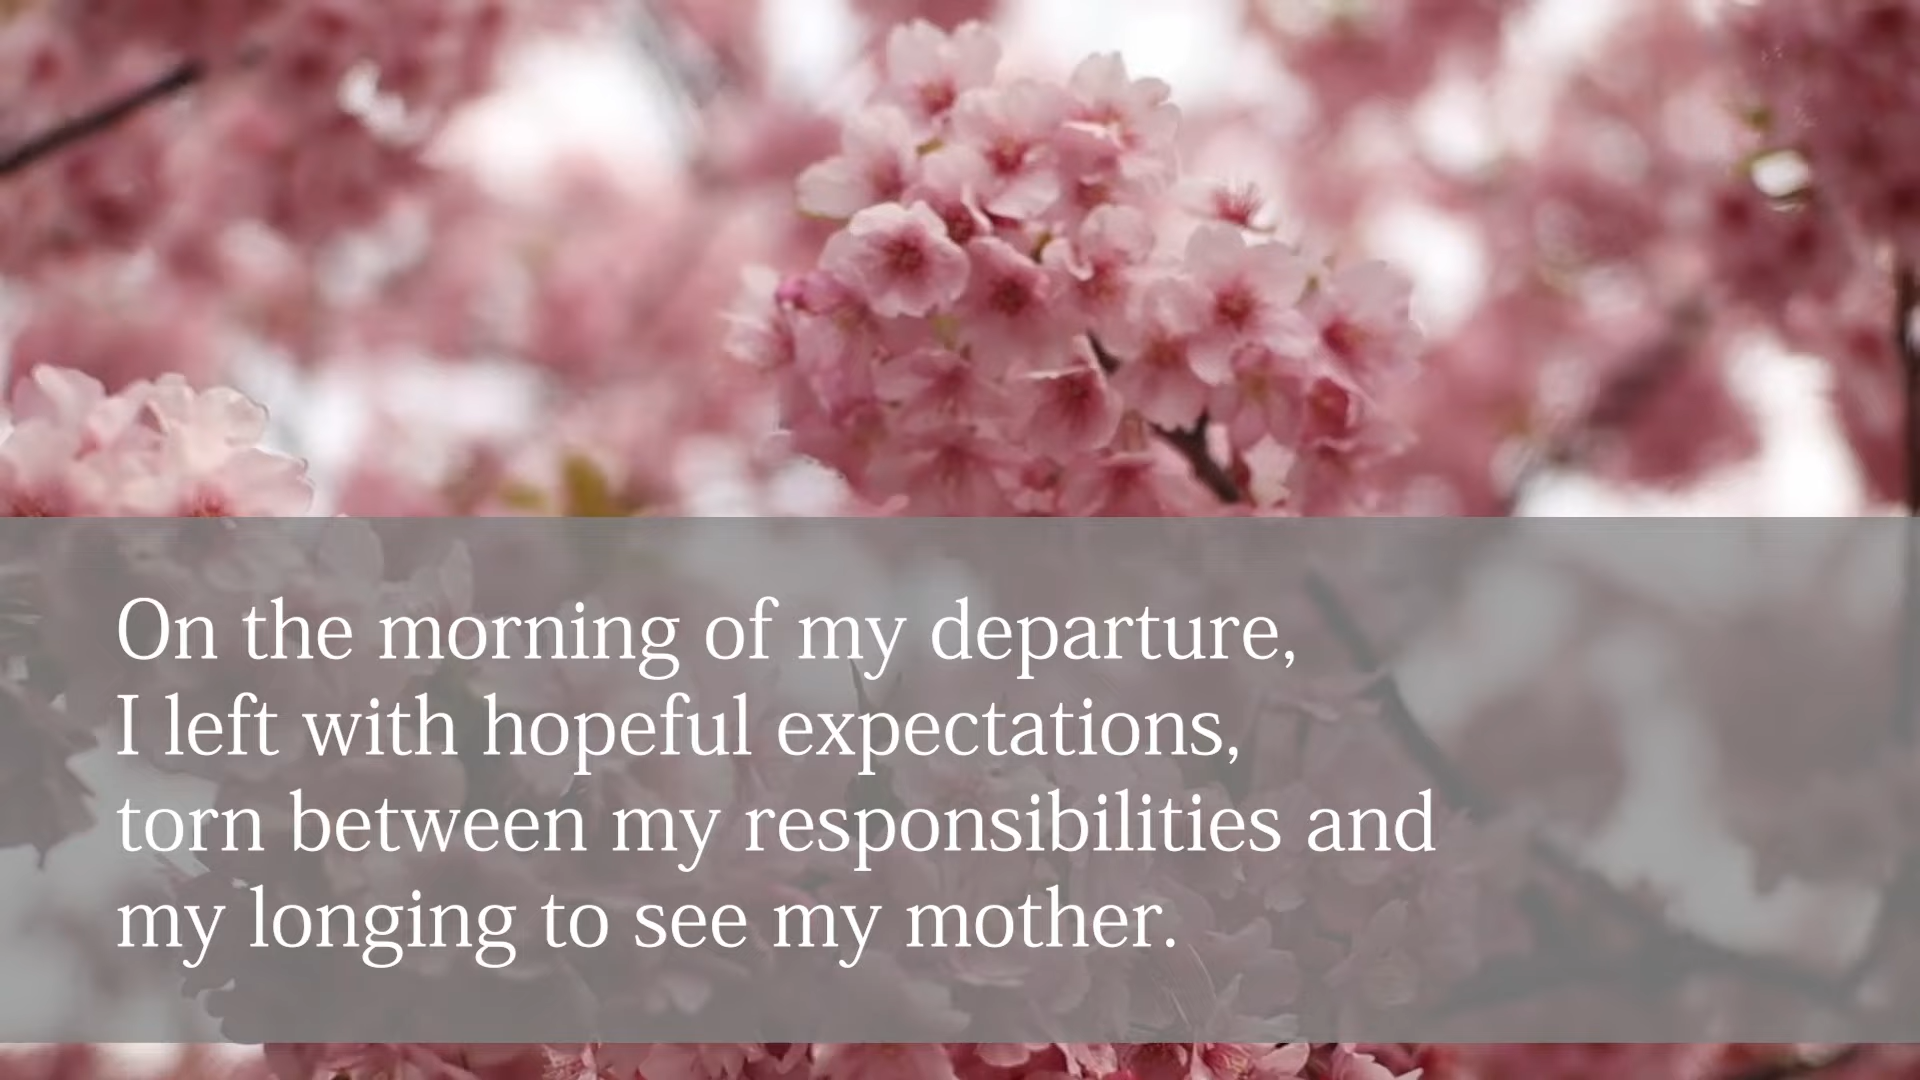 On the morning of my departure,
I left with hopeful expectations,
torn between my responsibilities and
my longing to see my mother.